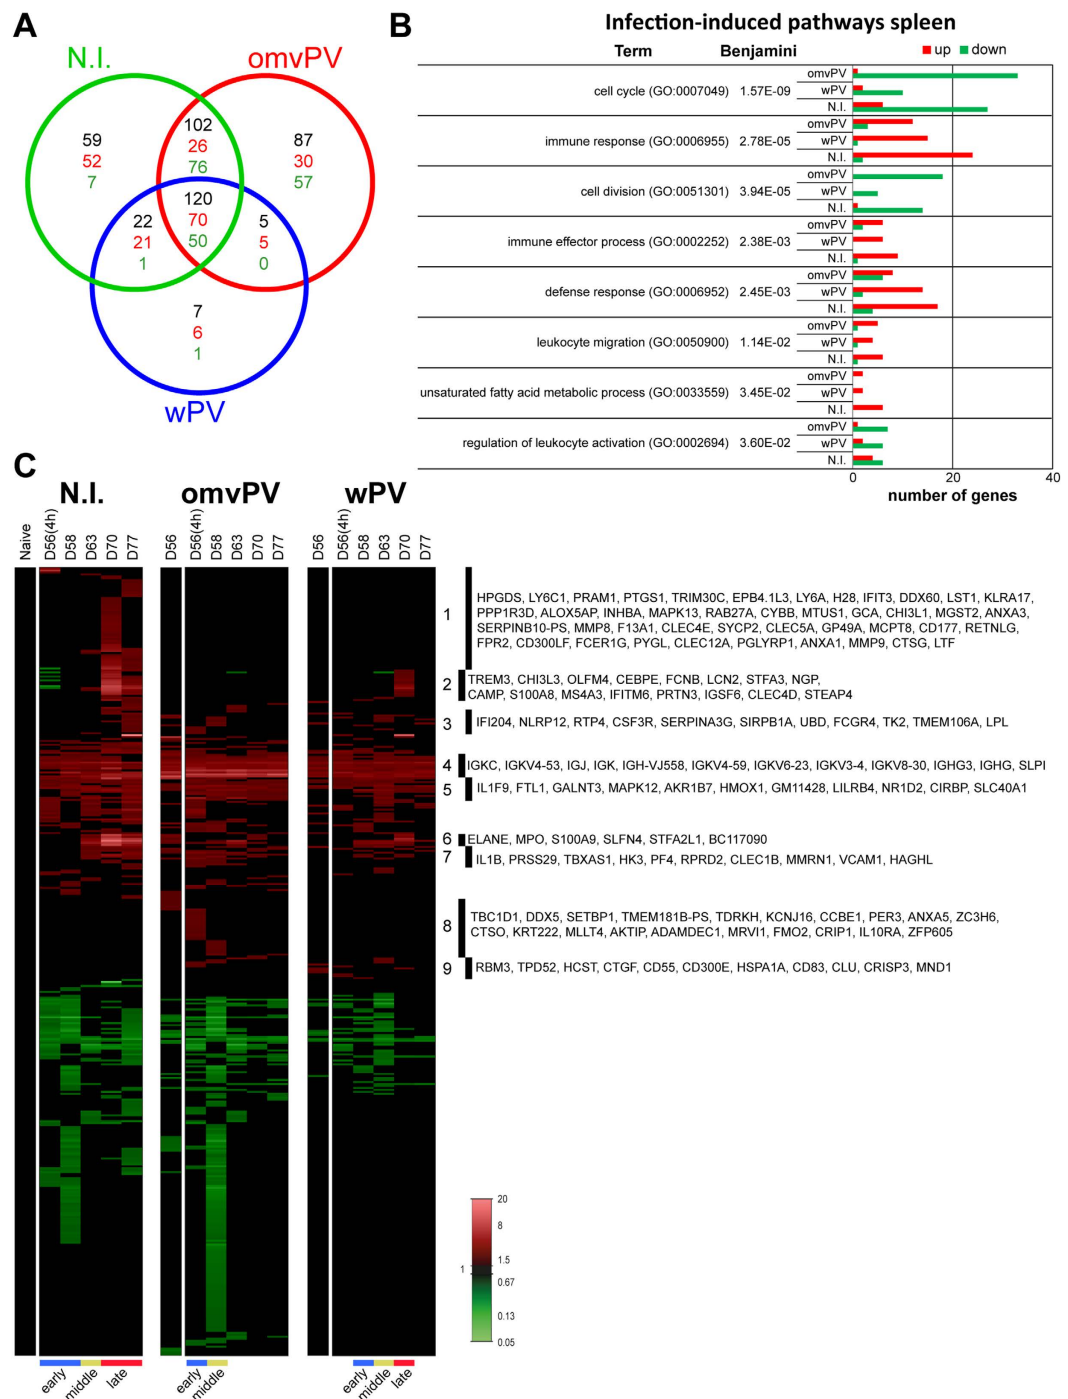 A
N.I.
omvPV
59
52
7
102
26
76
87
30
57
120
70
50
22
21
1
5
5
0
7
6
1
wPV
B
Infection-induced pathways spleen
Term Benjamini up down
cell cycle (GO:0007049) 1.57E-09 omvPV wPV N.I.
immune response (GO:0006955) 2.78E-05 omvPV wPV N.I.
cell division (GO:0051301) 3.94E-05 omvPV wPV N.I.
immune effector process (GO:0002252) 2.38E-03 omvPV wPV N.I.
defense response (GO:0006952) 2.45E-03 omvPV wPV N.I.
leukocyte migration (GO:0050900) 1.14E-02 omvPV wPV N.I.
unsaturated fatty acid metabolic process (GO:0033559) 3.45E-02 omvPV wPV N.I.
regulation of leukocyte activation (GO:0002694) 3.60E-02 omvPV wPV N.I.
0 20 40
number of genes
C
N.I. omvPV wPV
Naive D56(4h) D58 D63 D70 D77 D56 D56(4h) D58 D63 D70 D77 D56 D56(4h) D58 D63 D70 D77
1
HPGDS, LY6C1, PRAM1, PTGS1, TRIM30C, EPB4.1L3, LY6A, H28, IFIT3, DDX60, LST1, KLRA17,
PPP1R3D, ALOX5AP, INHBA, MAPK13, RAB27A, CYBB, MTUS1, GCA, CHI3L1, MGST2, ANXA3,
SERPINB10-PS, MMP8, F13A1, CLEC4E, SYCP2, CLEC5A, GP49A, MCPT8, CD177, RETNLG,
FPR2, CD300LF, FCER1G, PYGL, CLEC12A, PGLYRP1, ANXA1, MMP9, CTSG, LTF
2
TREM3, CHI3L3, OLFM4, CEBPE, FCNB, LCN2, STFA3, NGP,
CAMP, S100A8, MS4A3, IFITM6, PRTN3, IGSF6, CLEC4D, STEAP4
3 IFI204, NLRP12, RTP4, CSF3R, SERPINA3G, SIRPB1A, UBD, FCGR4, TK2, TMEM106A, LPL
4 IGKC, IGKV4-53, IGJ, IGK, IGH-VJ558, IGKV4-59, IGKV6-23, IGKV3-4, IGKV8-30, IGHG3, IGHG, SLPI
5 IL1F9, FTL1, GALNT3, MAPK12, AKR1B7, HMOX1, GM11428, LILRB4, NR1D2, CIRBP, SLC40A1
6 ELANE, MPO, S100A9, SLFN4, STFA2L1, BC117090
7 IL1B, PRSS29, TBXAS1, HK3, PF4, RPRD2, CLEC1B, MMRN1, VCAM1, HAGHL
8
TBC1D1, DDX5, SETBP1, TMEM181B-PS, TDRKH, KCNJ16, CCBE1, PER3, ANXA5, ZC3H6,
CTSO, KRT222, MLLT4, AKTIP, ADAMDEC1, MRVI1, FMO2, CRIP1, IL10RA, ZFP605
9 RBM3, TPD52, HCST, CTGF, CD55, CD300E, HSPA1A, CD83, CLU, CRISP3, MND1
20
8
1.5
1
0.67
0.13
0.05
early middle late early middle early middle late